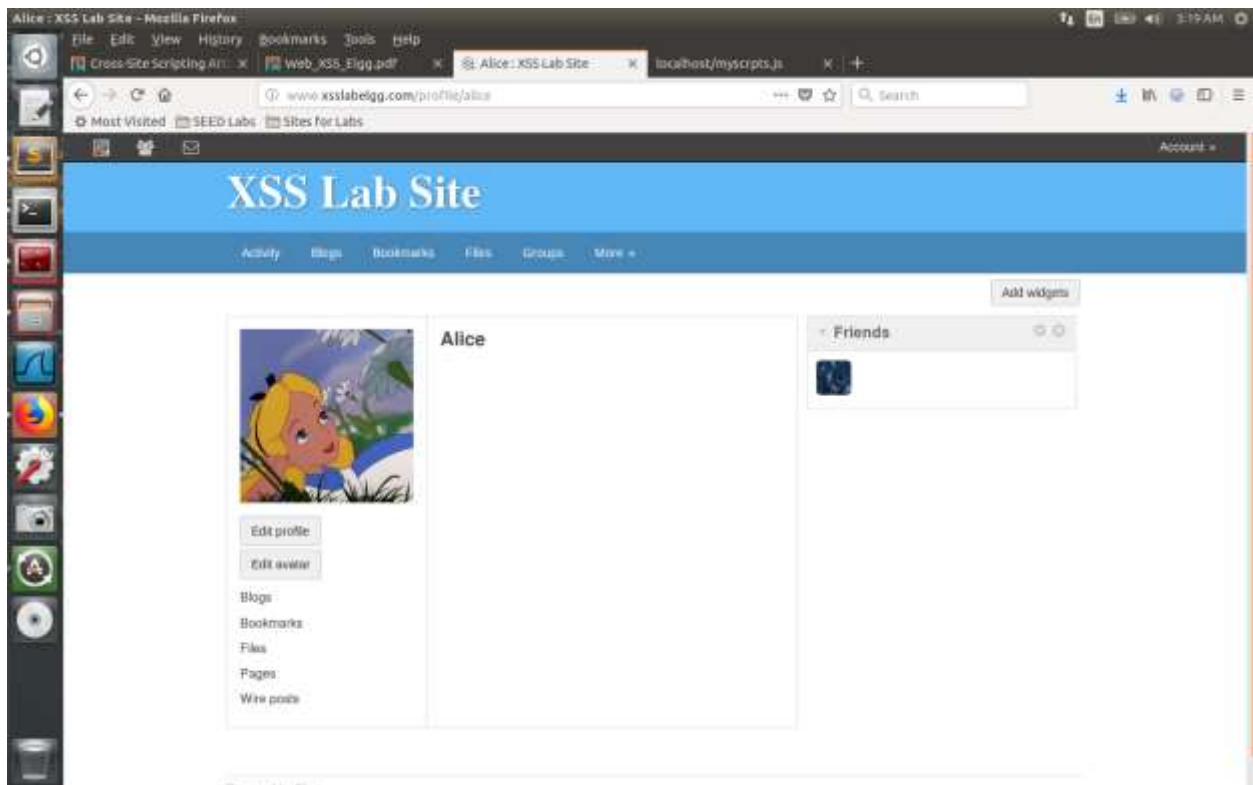 Alice : XSS Lab Site - Mozilla Firefox
EN 3:19 AM
File Edit View History Bookmarks Tools Help
Cross-Site Scripting Web_XSS_Elgg.pdf Alice : XSS Lab Site localhost/myscrpts.js
www.xsslabelgg.com/profile/alice Search
Most Visited SEED Labs Sites for Labs
Account »
XSS Lab Site
Activity Blogs Bookmarks Files Groups More »
Add widgets
Alice
Friends
Edit profile
Edit avatar
Blogs
Bookmarks
Files
Pages
Wire posts